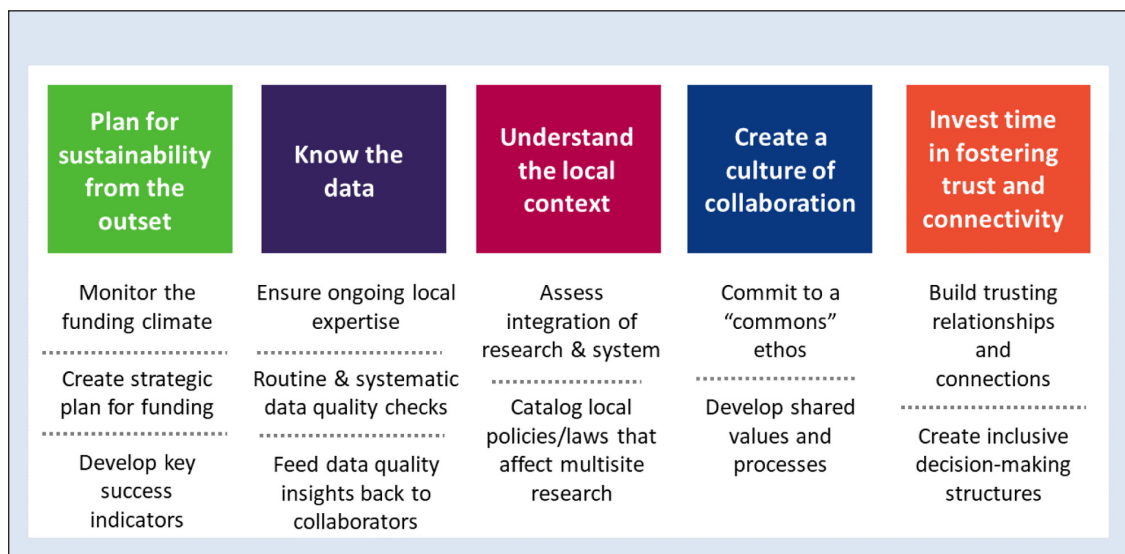 Plan for
sustainability
from the
outset
Monitor the
funding climate
Create strategic
plan for funding
Develop key
success
indicators
Know the
data
Ensure ongoing local
expertise
Routine & systematic
data quality checks
Feed data quality
insights back to
collaborators
Understand
the local
context
Assess
integration of
research & system
Catalog local
policies/laws that
affect multisite
research
Create a
culture of
collaboration
Commit to a
“commons”
ethos
Develop shared
values and
processes
Invest time
in fostering
trust and
connectivity
Build trusting
relationships
and
connections
Create inclusive
decision-making
structures